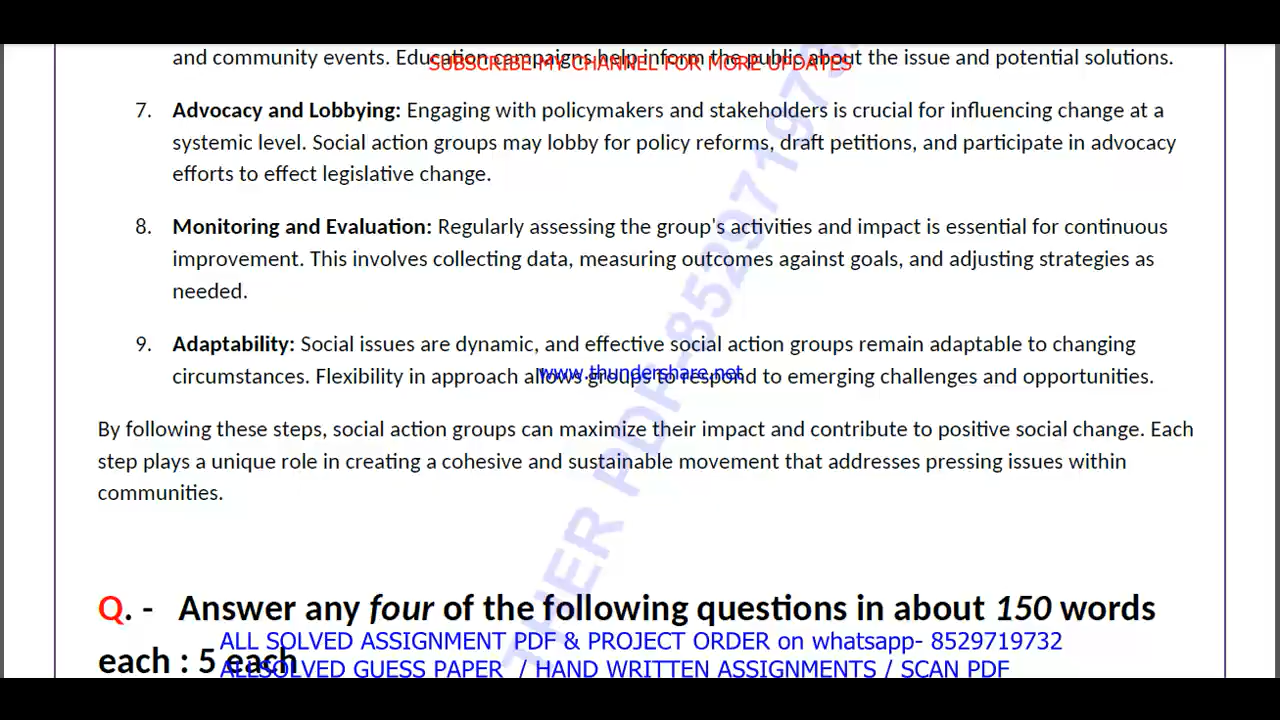 and community events. Education campaigns help inform the public about the issue and potential solutions.
SUBSCRIBE MY CHANNEL FOR MORE UPDATES
7. Advocacy and Lobbying: Engaging with policymakers and stakeholders is crucial for influencing change at a
systemic level. Social action groups may lobby for policy reforms, draft petitions, and participate in advocacy
efforts to effect legislative change.
8. Monitoring and Evaluation: Regularly assessing the group's activities and impact is essential for continuous
improvement. This involves collecting data, measuring outcomes against goals, and adjusting strategies as
needed.
9. Adaptability: Social issues are dynamic, and effective social action groups remain adaptable to changing
circumstances. Flexibility in approach allows groups to respond to emerging challenges and opportunities.
www.thundershare.net
By following these steps, social action groups can maximize their impact and contribute to positive social change. Each
step plays a unique role in creating a cohesive and sustainable movement that addresses pressing issues within
communities.
THER PDF-852971973
Q. - Answer any four of the following questions in about 150 words
each : 5 each
ALL SOLVED ASSIGNMENT PDF & PROJECT ORDER on whatsapp- 8529719732
ALLSOLVED GUESS PAPER / HAND WRITTEN ASSIGNMENTS / SCAN PDF